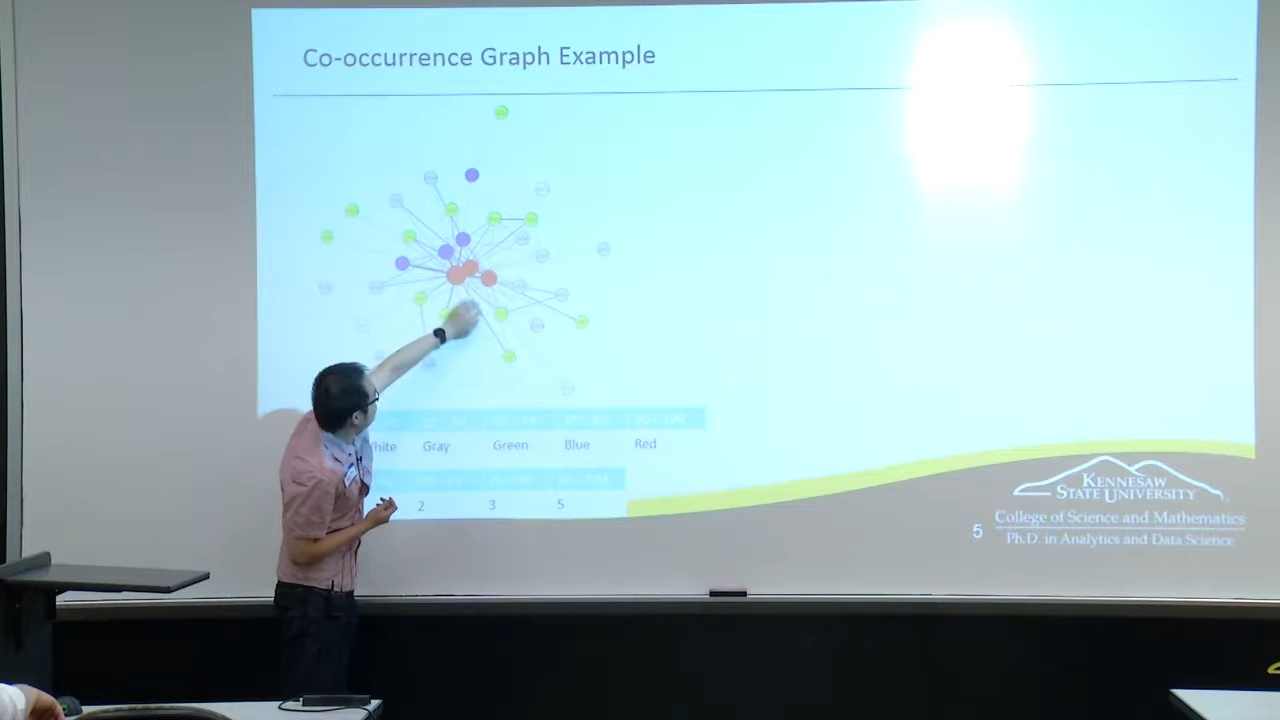 Co-occurrence Graph Example
Gray Green Blue Red
2 3 5
KENNESAW
STATE UNIVERSITY
5
College of Science and Mathematics
Ph.D. in Analytics and Data Science